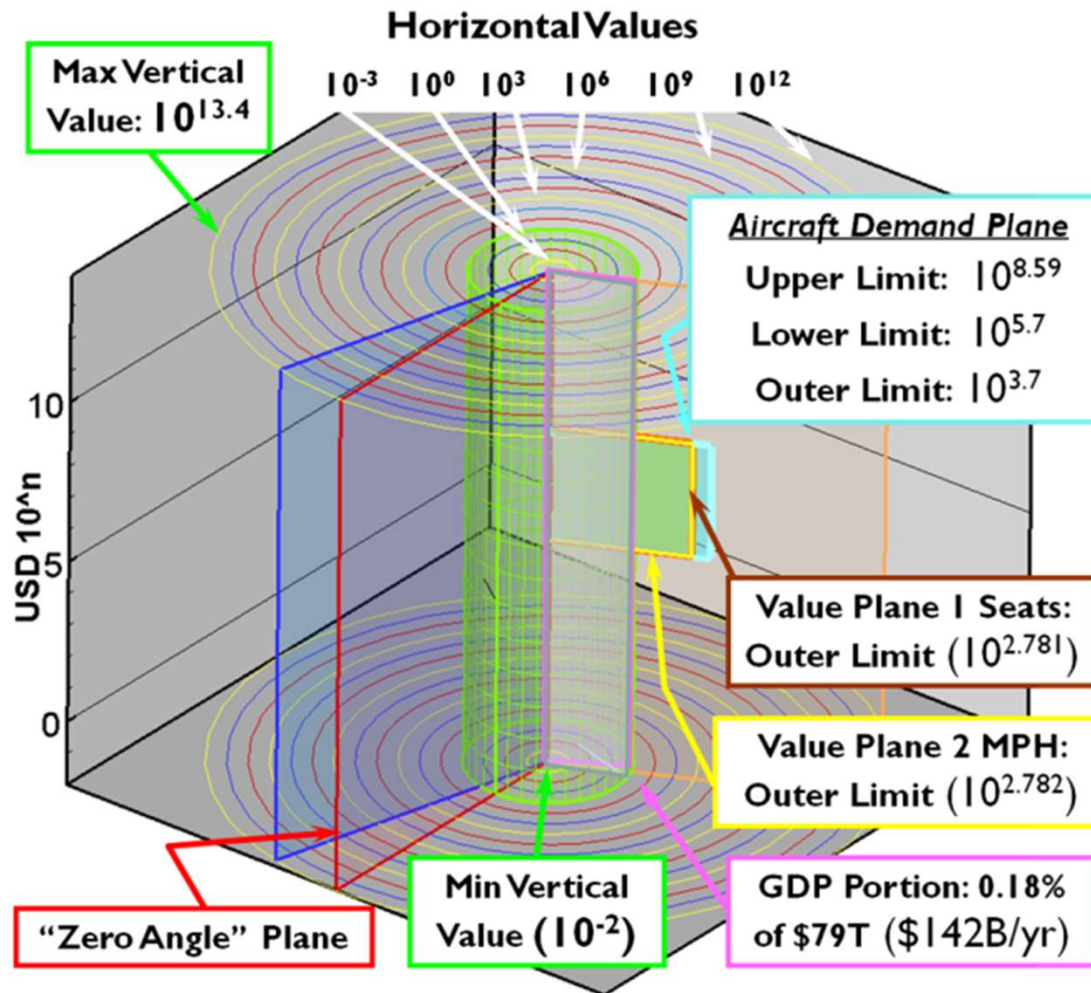 Horizontal Values
Max Vertical
Value: 10^13.4
10^-3 10^0 10^3 10^6 10^9 10^12
Aircraft Demand Plane
Upper Limit: 10^8.59
Lower Limit: 10^5.7
Outer Limit: 10^3.7
10
5
0
USD 10^n
Value Plane 1 Seats:
Outer Limit (10^2.781)
Value Plane 2 MPH:
Outer Limit (10^2.782)
Min Vertical
Value (10^-2)
GDP Portion: 0.18%
of $79T ($142B/yr)
“Zero Angle” Plane